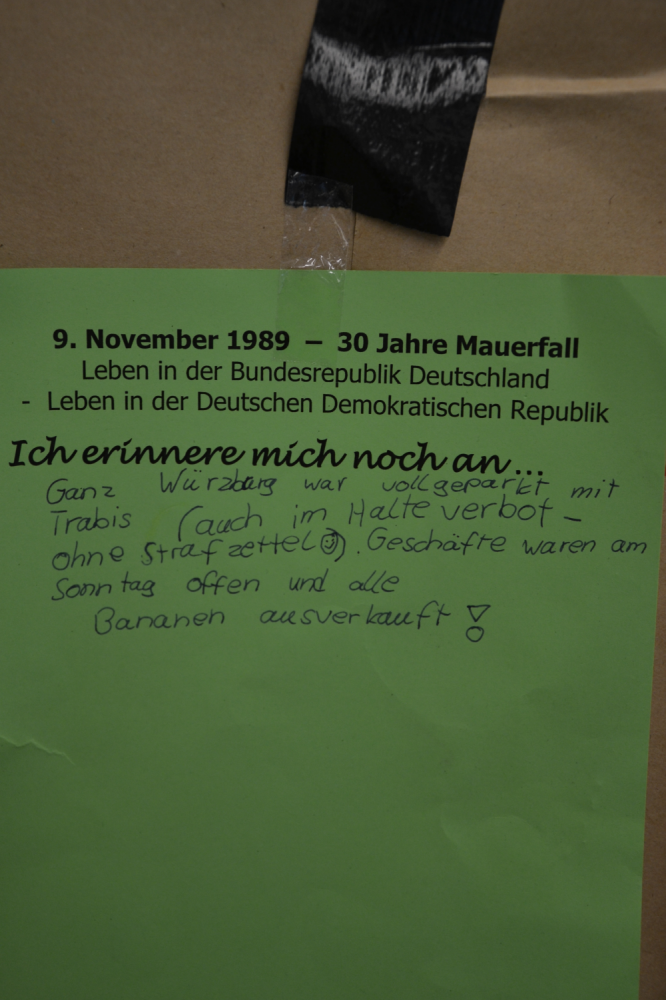 9. November 1989 – 30 Jahre Mauerfall
Leben in der Bundesrepublik Deutschland
- Leben in der Deutschen Demokratischen Republik
Ich erinnere mich noch an...
Ganz Würzburg war vollgeparkt mit
Trabis (auch im Halteverbot –
ohne Strafzettel ☺). Geschäfte waren am
Sonntag offen und alle
Bananen ausverkauft!